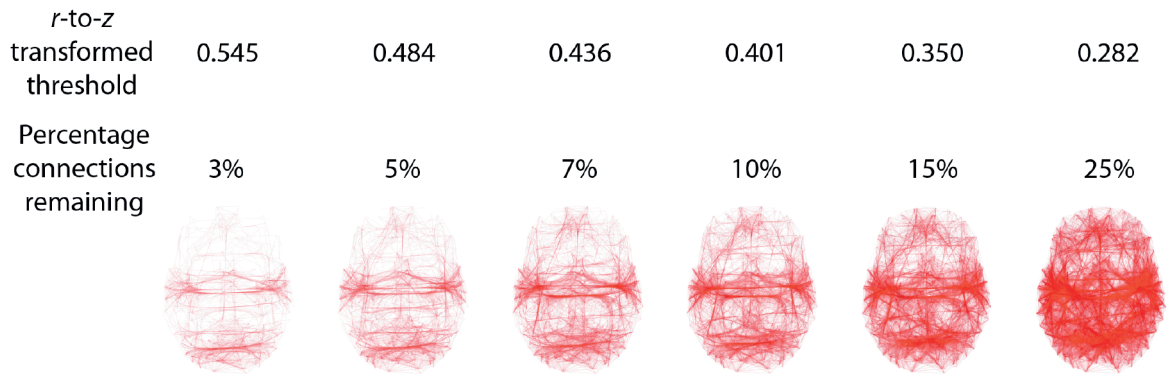 r-to-z
transformed
threshold
0.545 0.484 0.436 0.401 0.350 0.282
Percentage
connections
remaining
3% 5% 7% 10% 15% 25%